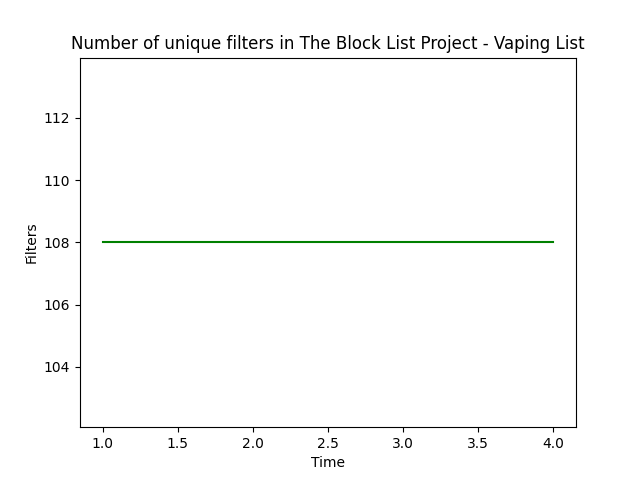 Number of unique filters in The Block List Project - Vaping List
112
110
108
106
104
Filters
1.0 1.5 2.0 2.5 3.0 3.5 4.0
Time